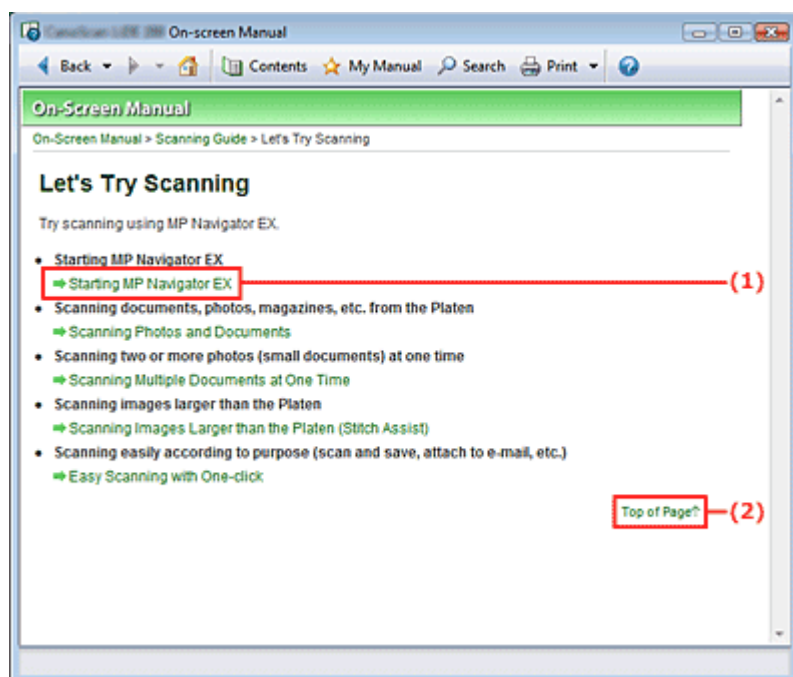 On-screen Manual
Back Contents My Manual Search Print
On-Screen Manual
On-Screen Manual > Scanning Guide > Let's Try Scanning
Let's Try Scanning
Try scanning using MP Navigator EX.
• Starting MP Navigator EX
➡Starting MP Navigator EX (1)
• Scanning documents, photos, magazines, etc. from the Platen
➡Scanning Photos and Documents
• Scanning two or more photos (small documents) at one time
➡Scanning Multiple Documents at One Time
• Scanning images larger than the Platen
➡Scanning Images Larger than the Platen (Stitch Assist)
• Scanning easily according to purpose (scan and save, attach to e-mail, etc.)
➡Easy Scanning with One-click
Top of Page↑ (2)